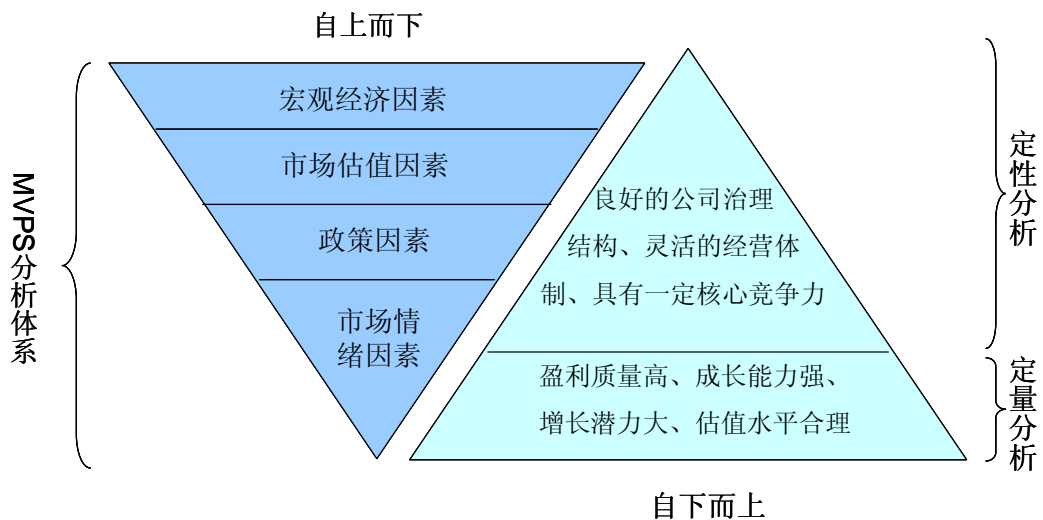 自上而下
MVPS分析体系
宏观经济因素
市场估值因素
政策因素
市场情
绪因素
良好的公司治理
结构、灵活的经营体
制、具有一定核心竞争力
盈利质量高、成长能力强、
增长潜力大、估值水平合理
定性分析
定量分析
自下而上